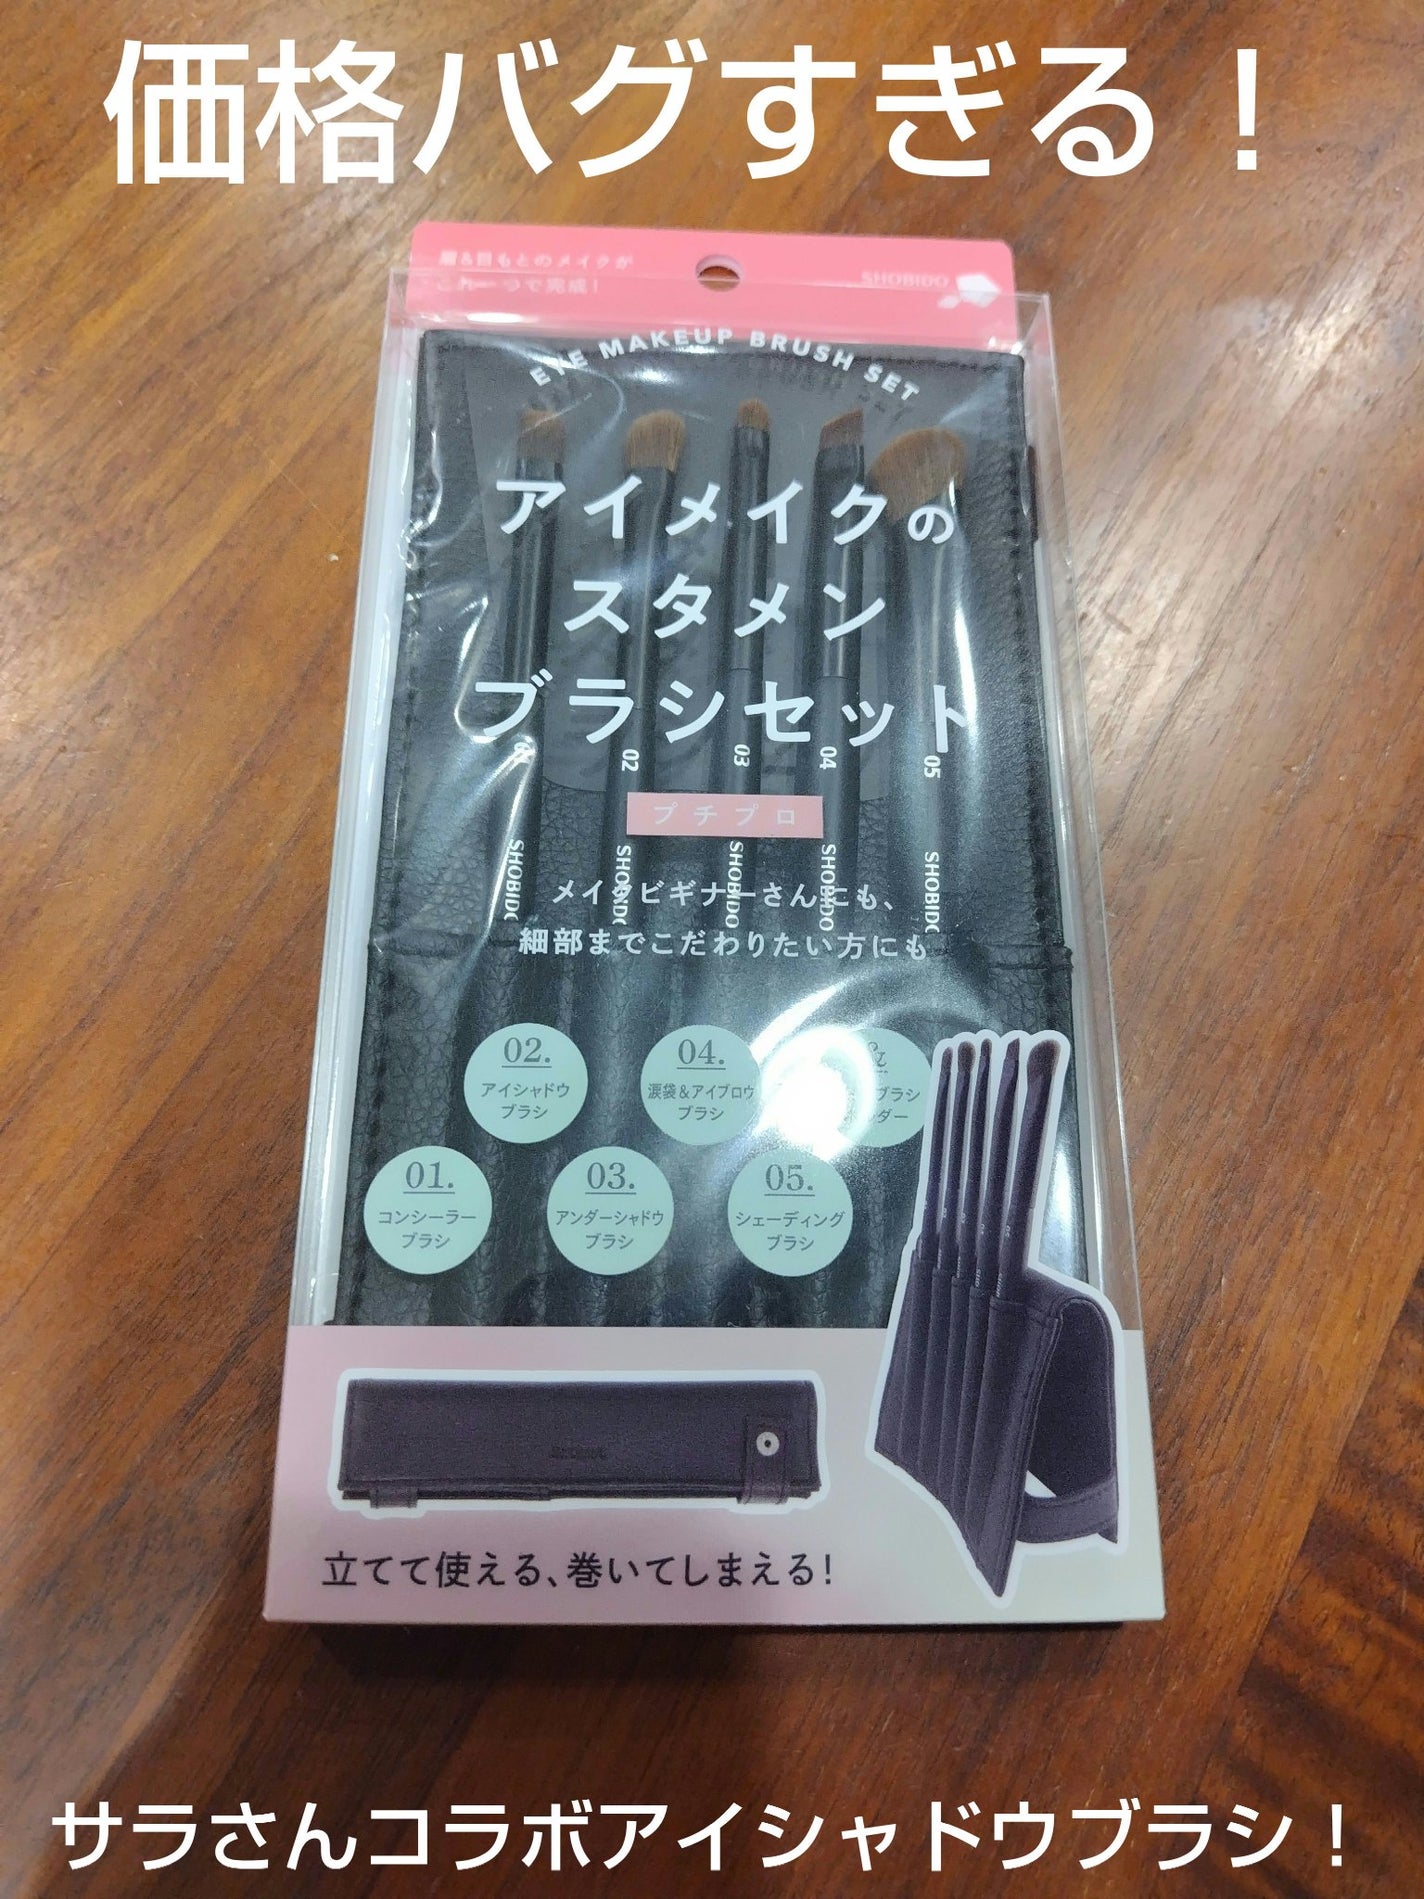 価格バグすぎる！
眉&目もとのメイクが
これ一つで完成!
SHOBIDO
EYE MAKEUP BRUSH SET
アイメイクの
スタメン
ブラシセット
02
03
04
05
プチプロ
SHOBIDO
SHOBIDO
SHOBIDO
SHOBIDO
SHOBIDO
メイクビギナーさんにも、
細部までこだわりたい方にも
02.
アイシャドウ
ブラシ
04.
涙袋&アイブロウ
ブラシ
&
ブラシ
ダー
01.
コンシーラー
ブラシ
03.
アンダーシャドウ
ブラシ
05.
シェーディング
ブラシ
立てて使える、巻いてしまえる!
サラさんコラボアイシャドウブラシ！